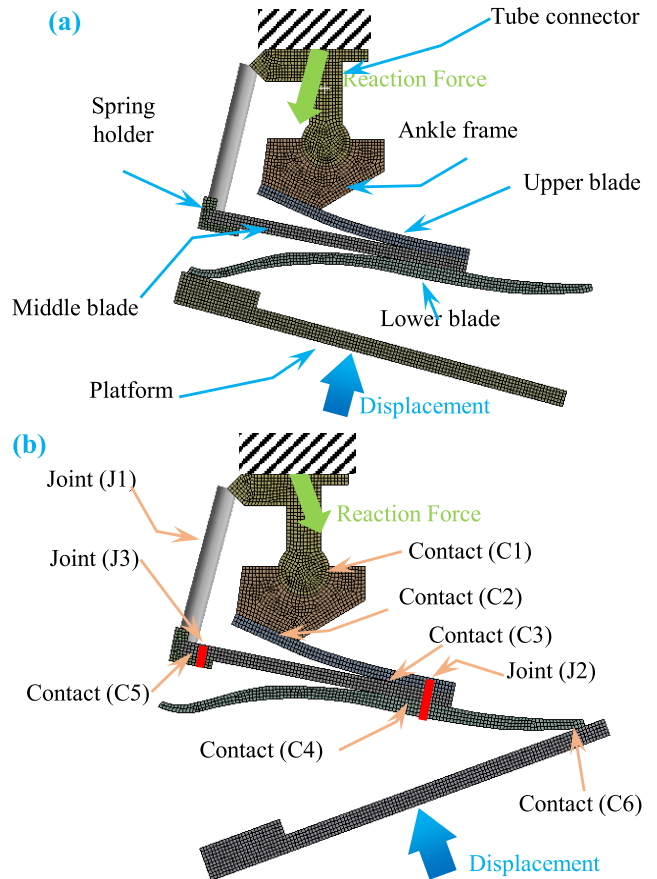 (a)
Tube connector
Reaction Force
Spring
holder
Ankle frame
Upper blade
Middle blade
Lower blade
Platform
Displacement
(b)
Joint (J1)
Reaction Force
Joint (J3)
Contact (C1)
Contact (C2)
Contact (C3)
Joint (J2)
Contact (C5)
Contact (C4)
Contact (C6)
Displacement